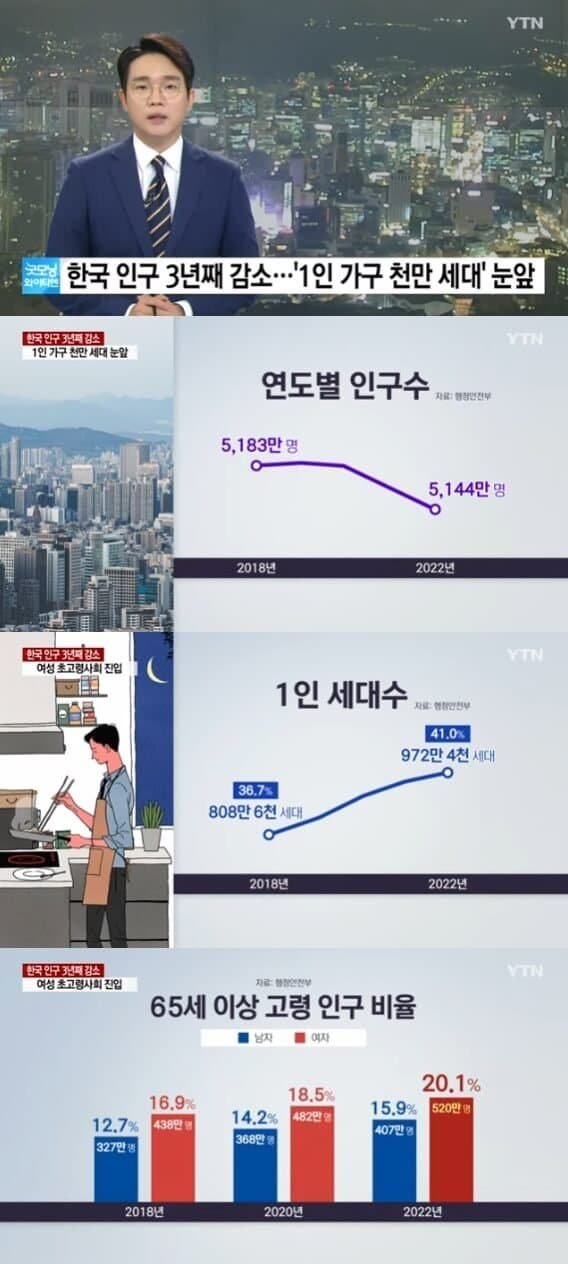 YTN
굿모닝
와이티엔
한국 인구 3년째 감소…'1인 가구 천만 세대' 눈앞
한국 인구 3년째 감소
1인 가구 천만 세대 눈앞
YTN
연도별 인구수 자료: 행정안전부
5,183만 명
5,144만 명
2018년 2022년
한국 인구 3년째 감소
여성 초고령사회 진입
YTN
1인 세대수 자료: 행정안전부
41.0%
972만 4천 세대
36.7%
808만 6천 세대
2018년 2022년
한국 인구 3년째 감소
여성 초고령사회 진입
YTN
자료: 행정안전부
65세 이상 고령 인구 비율
남자 여자
12.7% 16.9% 14.2% 18.5% 15.9% 20.1%
327만 명 438만 명 368만 명 482만 명 407만 명 520만 명
2018년 2020년 2022년